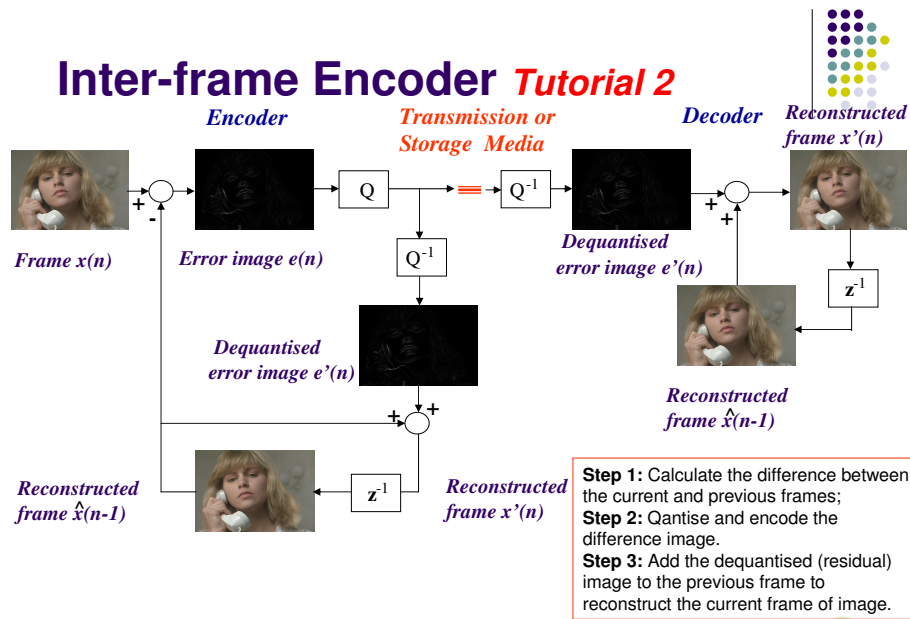 Inter-frame Encoder Tutorial 2
Encoder
Transmission or
Storage Media
Decoder
Reconstructed
frame x'(n)
+
-
Q
Q-1
+
+
Frame x(n)
Error image e(n)
Q-1
Dequantised
error image e'(n)
z-1
Dequantised
error image e'(n)
+
+
Reconstructed
frame x̂(n-1)
Reconstructed
frame x̂(n-1)
z-1
Reconstructed
frame x'(n)
Step 1: Calculate the difference between
the current and previous frames;
Step 2: Qantise and encode the
difference image.
Step 3: Add the dequantised (residual)
image to the previous frame to
reconstruct the current frame of image.